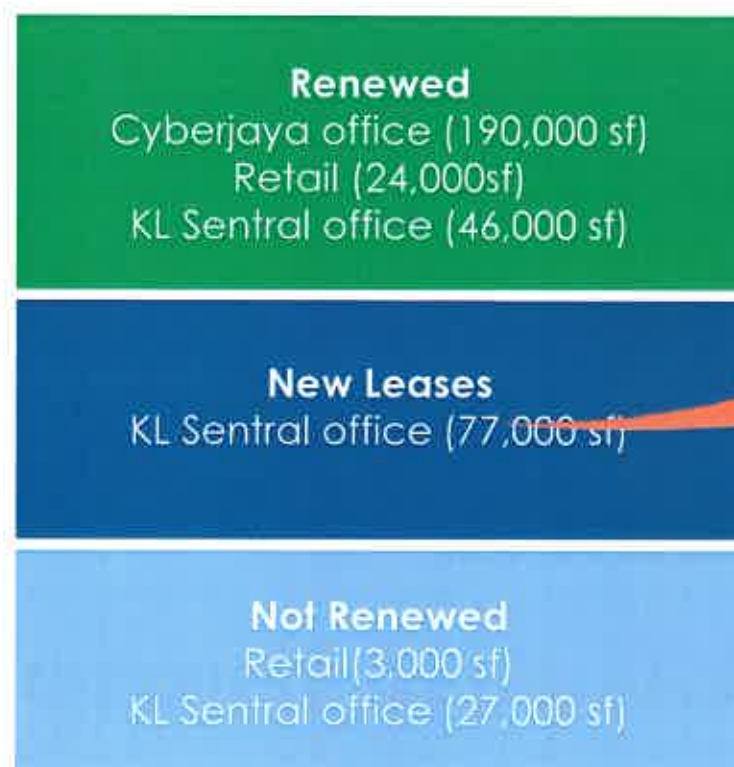 Renewed
Cyberjaya office (190,000 sf)
Retail (24,000sf)
KL Sentral office (46,000 sf)
New Leases
KL Sentral office (77,000 sf)
Not Renewed
Retail(3,000 sf)
KL Sentral office (27,000 sf)